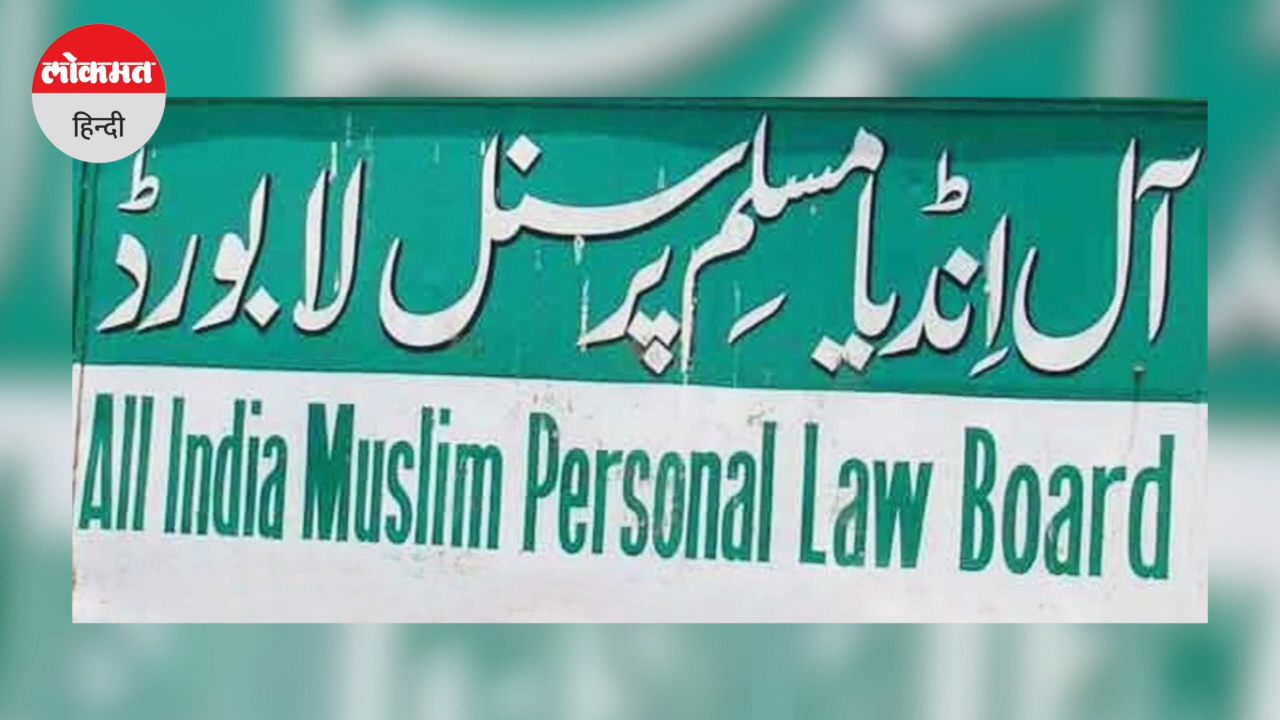 लोकमत
हिन्दी
آل اِنڈیا مسلم پرسنل لا بورڈ
All India Muslim Personal Law Board